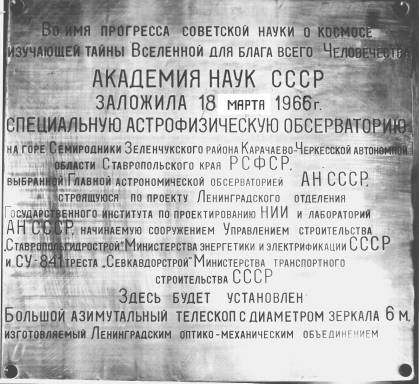 Во имя прогресса советской науки о космосе
изучающей тайны Вселенной для блага всего Человечества
АКАДЕМИЯ НАУК СССР
ЗАЛОЖИЛА 18 МАРТА 1966г.
СПЕЦИАЛЬНУЮ АСТРОФИЗИЧЕСКУЮ ОБСЕРВАТОРИЮ
НА ГОРЕ СЕМИРОДНИКИ ЗЕЛЕНЧУКСКОГО РАЙОНА КАРАЧАЕВО-ЧЕРКЕССКОЙ АВТОНОМНОЙ
ОБЛАСТИ СТАВРОПОЛЬСКОГО КРАЯ РСФСР,
ВЫБРАННОЙ ГЛАВНОЙ АСТРОНОМИЧЕСКОЙ ОБСЕРВАТОРИЕЙ АН СССР,
СТРОЯЩУЮСЯ ПО ПРОЕКТУ ЛЕНИНГРАДСКОГО ОТДЕЛЕНИЯ
ГОСУДАРСТВЕННОГО ИНСТИТУТА ПО ПРОЕКТИРОВАНИЮ НИИ И ЛАБОРАТОРИЙ
АН СССР, НАЧИНАЕМУЮ СООРУЖЕНИЕМ УПРАВЛЕНИЕМ СТРОИТЕЛЬСТВА
„СТАВРОПОЛЬГИДРОСТРОЙ" МИНИСТЕРСТВА ЭНЕРГЕТИКИ И ЭЛЕКТРИФИКАЦИИ СССР
И СУ-841 ТРЕСТА „СЕВКАВДОРСТРОЙ" МИНИСТЕРСТВА ТРАНСПОРТНОГО
СТРОИТЕЛЬСТВА СССР
ЗДЕСЬ БУДЕТ УСТАНОВЛЕН
БОЛЬШОЙ АЗИМУТАЛЬНЫЙ ТЕЛЕСКОП С ДИАМЕТРОМ ЗЕРКАЛА 6 М,
ИЗГОТОВЛЯЕМЫЙ ЛЕНИНГРАДСКИМ ОПТИКО-МЕХАНИЧЕСКИМ ОБЪЕДИНЕНИЕМ